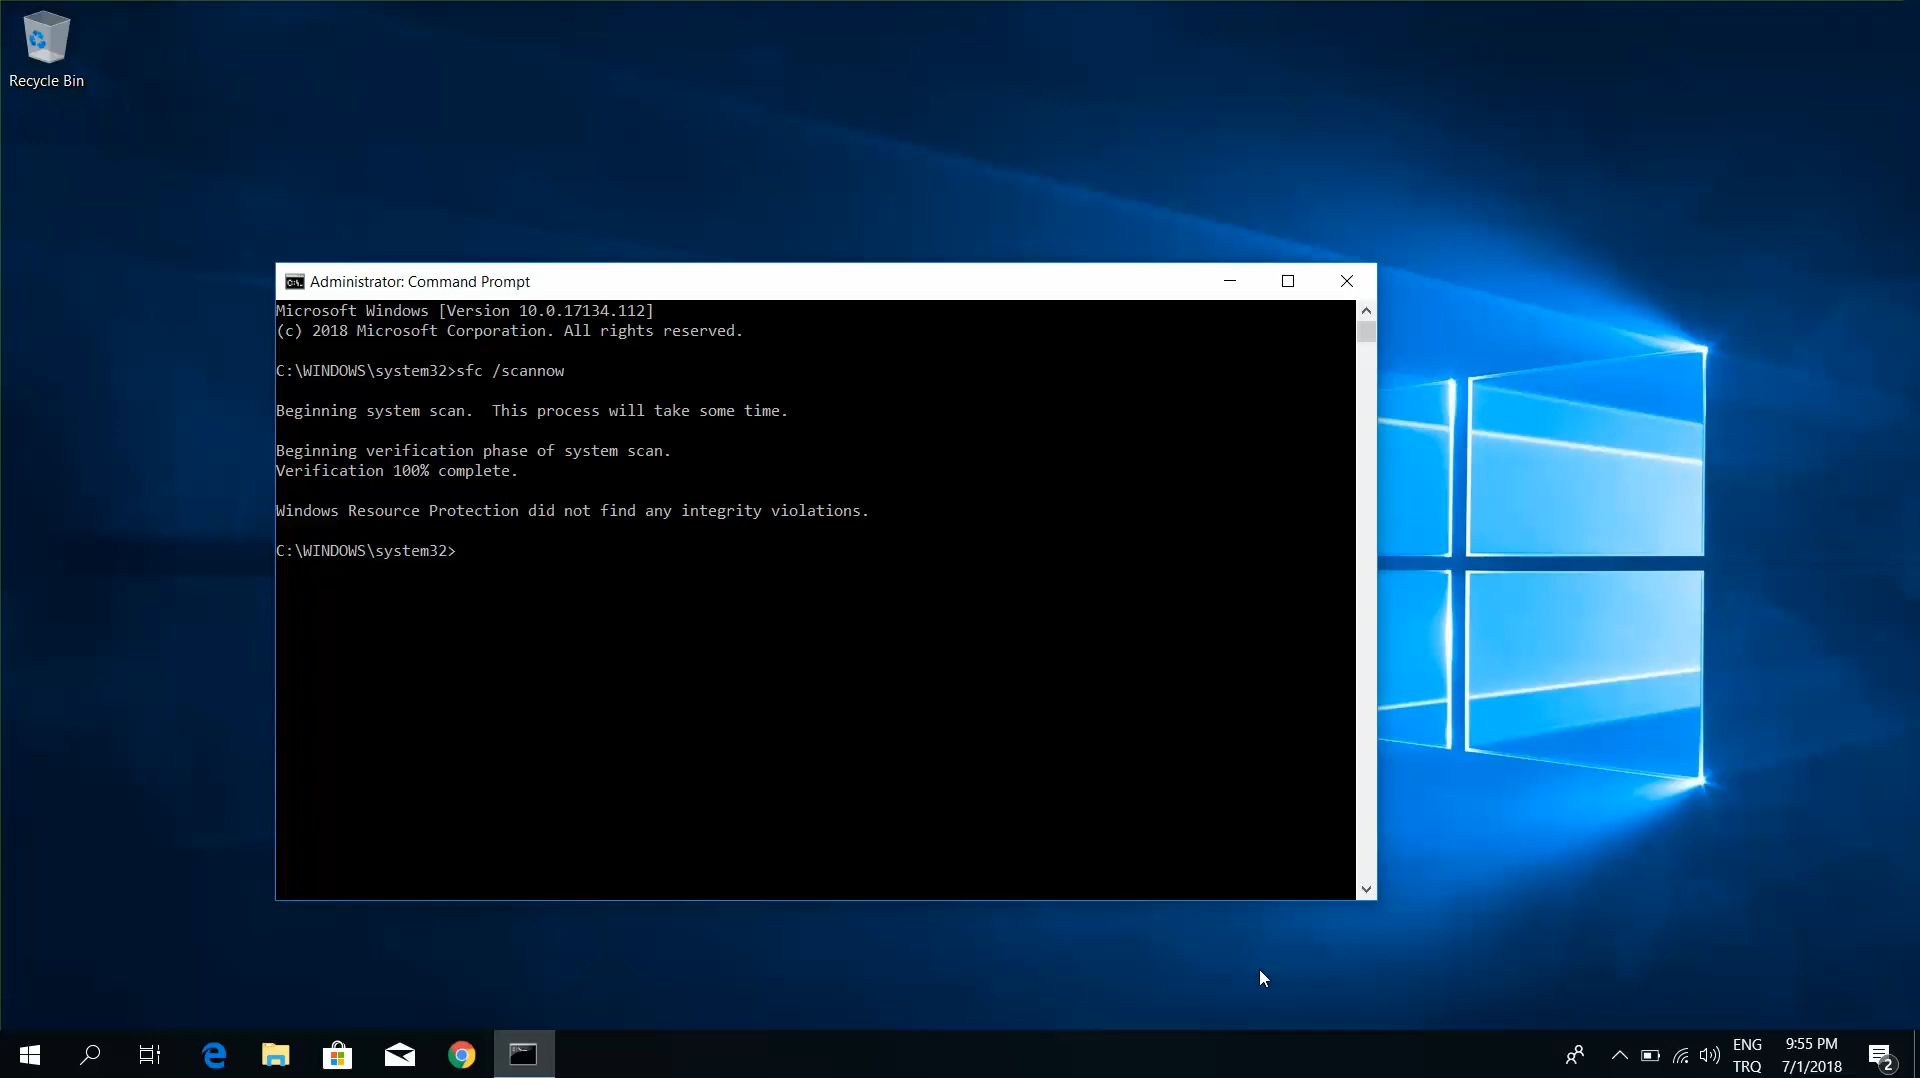 Recycle Bin
Administrator: Command Prompt
Microsoft Windows [Version 10.0.17134.112]
(c) 2018 Microsoft Corporation. All rights reserved.
C:\WINDOWS\system32>sfc /scannow
Beginning system scan.  This process will take some time.
Beginning verification phase of system scan.
Verification 100% complete.
Windows Resource Protection did not find any integrity violations.
C:\WINDOWS\system32>
ENG
TRQ
9:55 PM
7/1/2018
2